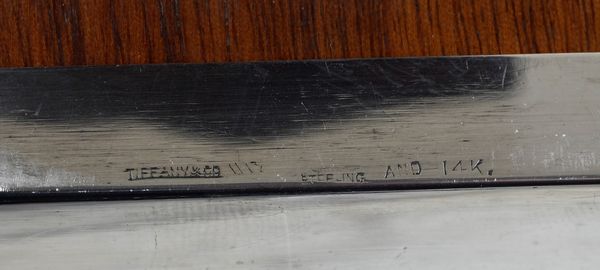 TIFFANY & CO STERLING AND 14K.